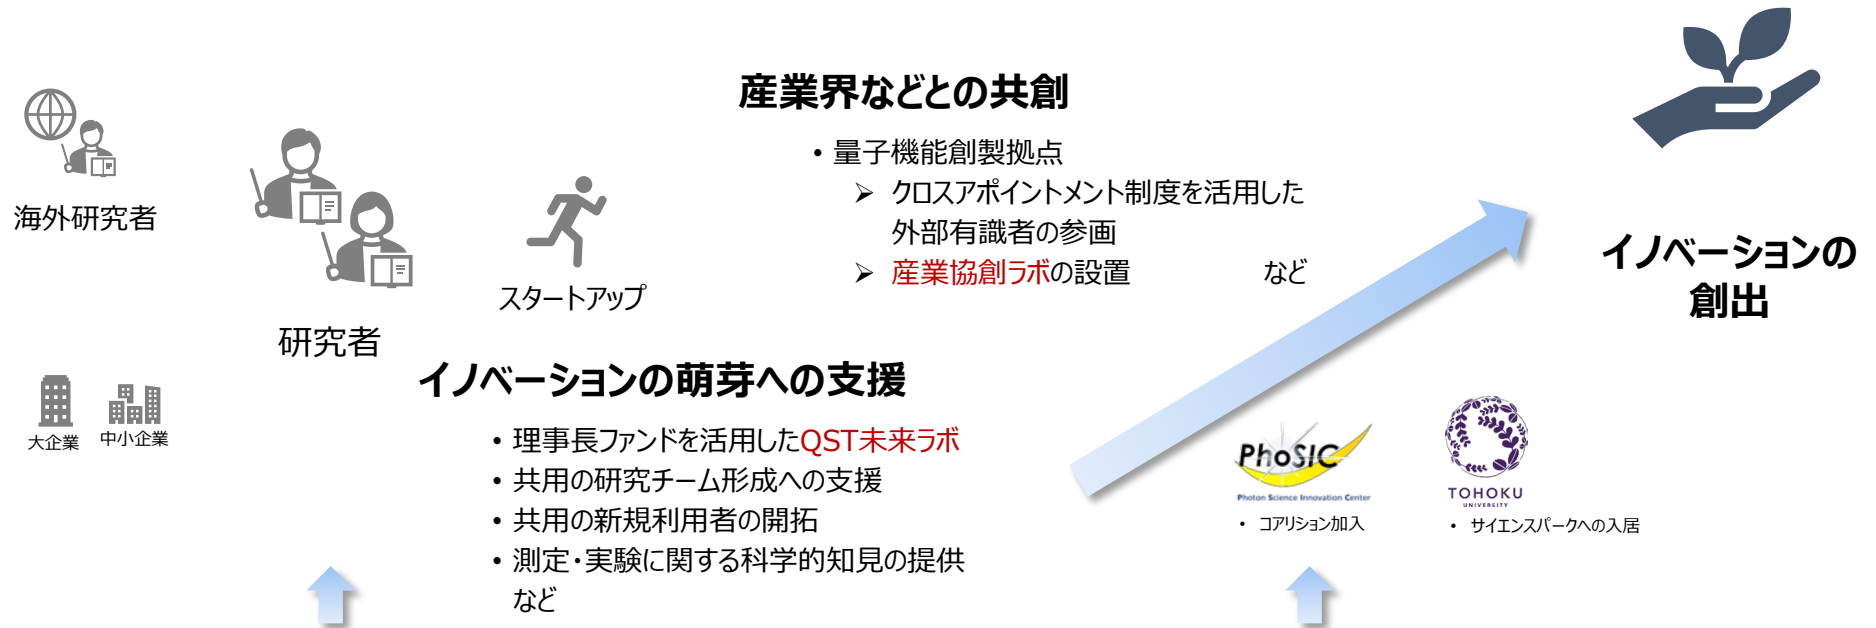 産業界などとの共創
・量子機能創製拠点
➢ クロスアポイントメント制度を活用した
外部有識者の参画
➢ 産業協創ラボの設置 など
海外研究者
研究者
スタートアップ
大企業
中小企業
イノベーションの萌芽への支援
・理事長ファンドを活用したQST未来ラボ
・共用の研究チーム形成への支援
・共用の新規利用者の開拓
・測定・実験に関する科学的知見の提供
など
イノベーションの
創出
PhoSIC
Photon Science Innovation Center
・コアリション加入
TOHOKU
UNIVERSITY
・サイエンスパークへの入居